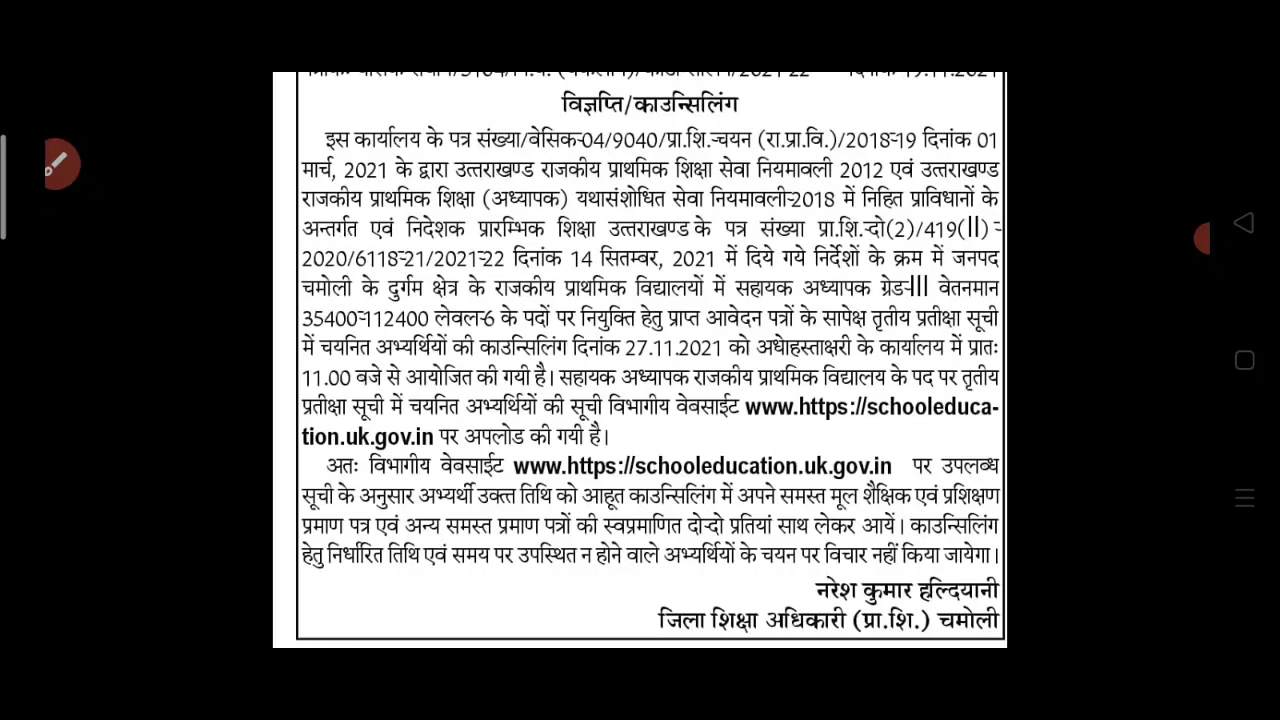 विज्ञप्ति/काउन्सिलिंग
इस कार्यालय के पत्र संख्या/वेसिक-04/9040/प्रा.शि.-चयन (रा.प्रा.वि.)/2018-19 दिनांक 01
मार्च, 2021 के द्वारा उत्तराखण्ड राजकीय प्राथमिक शिक्षा सेवा नियमावली 2012 एवं उत्तराखण्ड
राजकीय प्राथमिक शिक्षा (अध्यापक) यथासंशोधित सेवा नियमावली-2018 में निहित प्राविधानों के
अन्तर्गत एवं निदेशक प्रारम्भिक शिक्षा उत्तराखण्ड के पत्र संख्या प्रा.शि.-दो(2)/419(II) -
2020/6118-21/2021-22 दिनांक 14 सितम्बर, 2021 में दिये गये निर्देशों के क्रम में जनपद
चमोली के दुर्गम क्षेत्र के राजकीय प्राथमिक विद्यालयों में सहायक अध्यापक ग्रेड-III वेतनमान
35400-112400 लेवल-6 के पदों पर नियुक्ति हेतु प्राप्त आवेदन पत्रों के सापेक्ष तृतीय प्रतीक्षा सूची
में चयनित अभ्यर्थियों की काउन्सिलिंग दिनांक 27.11.2021 को अधोहस्ताक्षरी के कार्यालय में प्रातः
11.00 वजे से आयोजित की गयी है। सहायक अध्यापक राजकीय प्राथमिक विद्यालय के पद पर तृतीय
प्रतीक्षा सूची में चयनित अभ्यर्थियों की सूची विभागीय वेबसाईट www.https://schooleduca-
tion.uk.gov.in पर अपलोड की गयी है।
अतः विभागीय वेबसाईट www.https://schooleducation.uk.gov.in पर उपलब्ध
सूची के अनुसार अभ्यर्थी उक्त तिथि को आहूत काउन्सिलिंग में अपने समस्त मूल शैक्षिक एवं प्रशिक्षण
प्रमाण पत्र एवं अन्य समस्त प्रमाण पत्रों की स्वप्रमाणित दो-दो प्रतियां साथ लेकर आयें। काउन्सिलिंग
हेतु निर्धारित तिथि एवं समय पर उपस्थित न होने वाले अभ्यर्थियों के चयन पर विचार नहीं किया जायेगा।
नरेश कुमार हल्दियानी
जिला शिक्षा अधिकारी (प्रा.शि.) चमोली